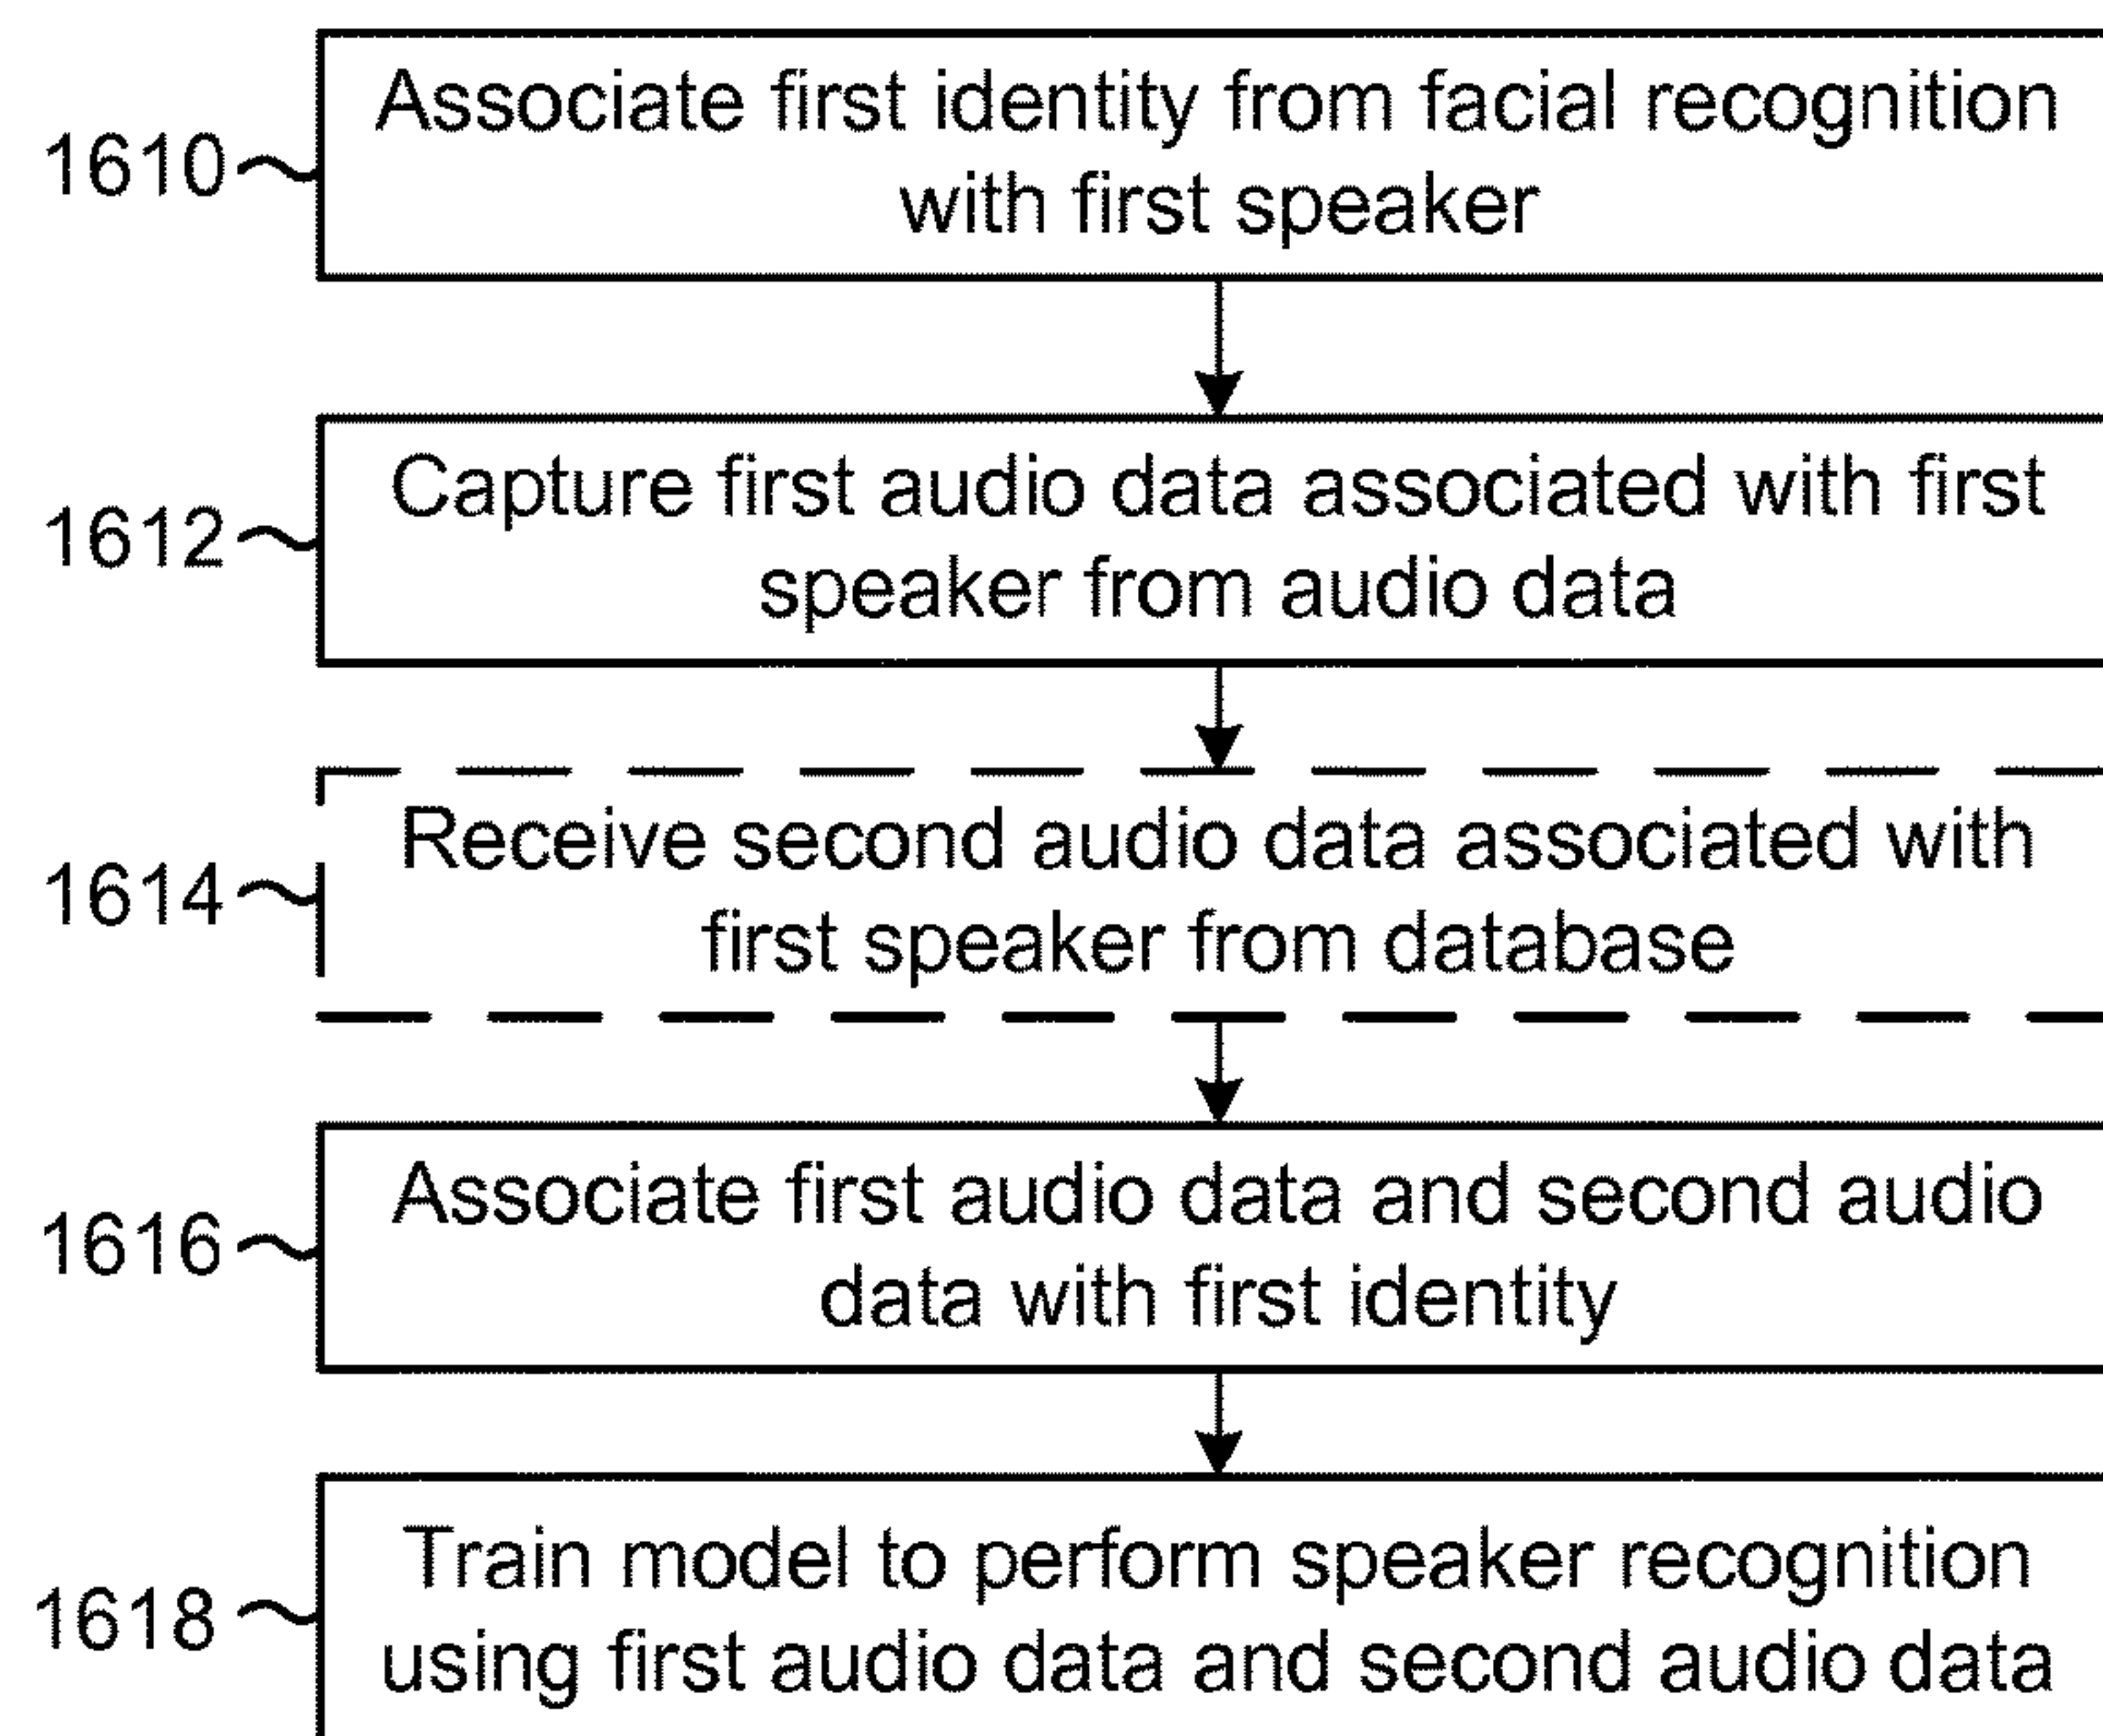 1610
Associate first identity from facial recognition
with first speaker
1612
Capture first audio data associated with first
speaker from audio data
1614
Receive second audio data associated with
first speaker from database
1616
Associate first audio data and second audio
data with first identity
1618
Train model to perform speaker recognition
using first audio data and second audio data